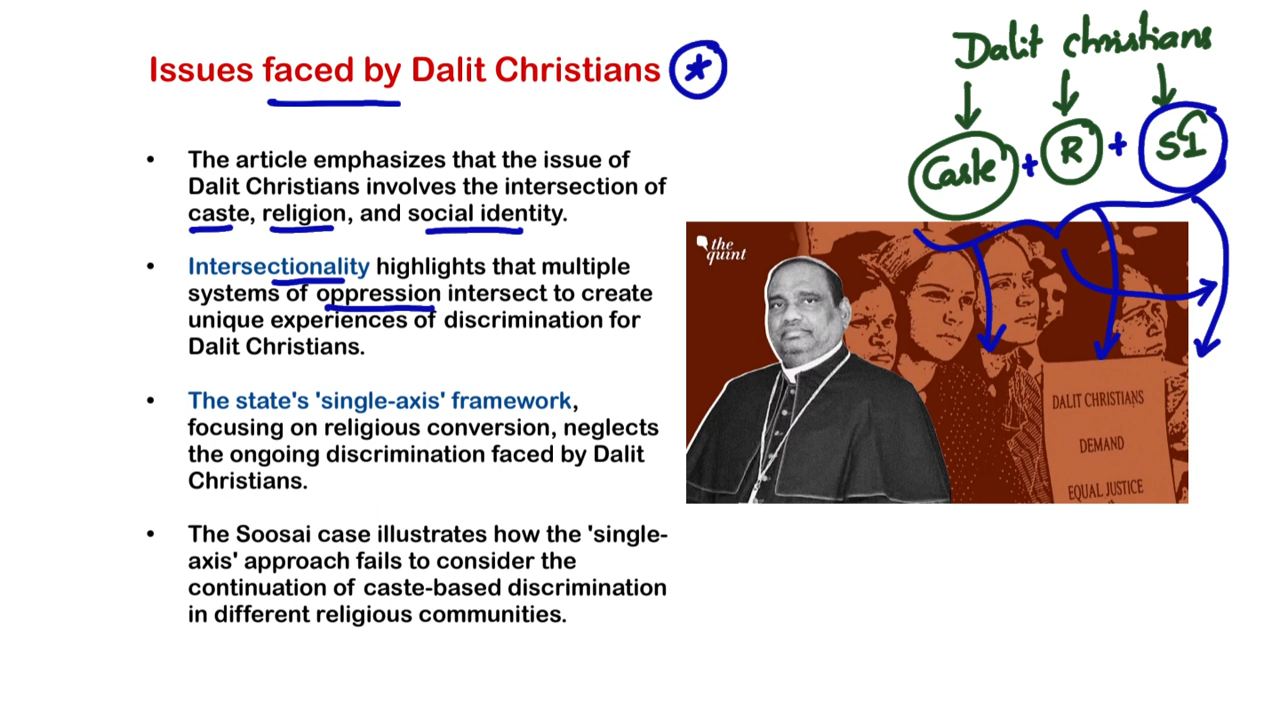 Issues faced by Dalit Christians *
Dalit christians
Caste + R + SI
• The article emphasizes that the issue of
Dalit Christians involves the intersection of
caste, religion, and social identity.
• Intersectionality highlights that multiple
systems of oppression intersect to create
unique experiences of discrimination for
Dalit Christians.
• The state's 'single-axis' framework,
focusing on religious conversion, neglects
the ongoing discrimination faced by Dalit
Christians.
• The Soosai case illustrates how the 'single-
axis' approach fails to consider the
continuation of caste-based discrimination
in different religious communities.
the
quint
DALIT CHRISTIANS
DEMAND
EQUAL JUSTICE